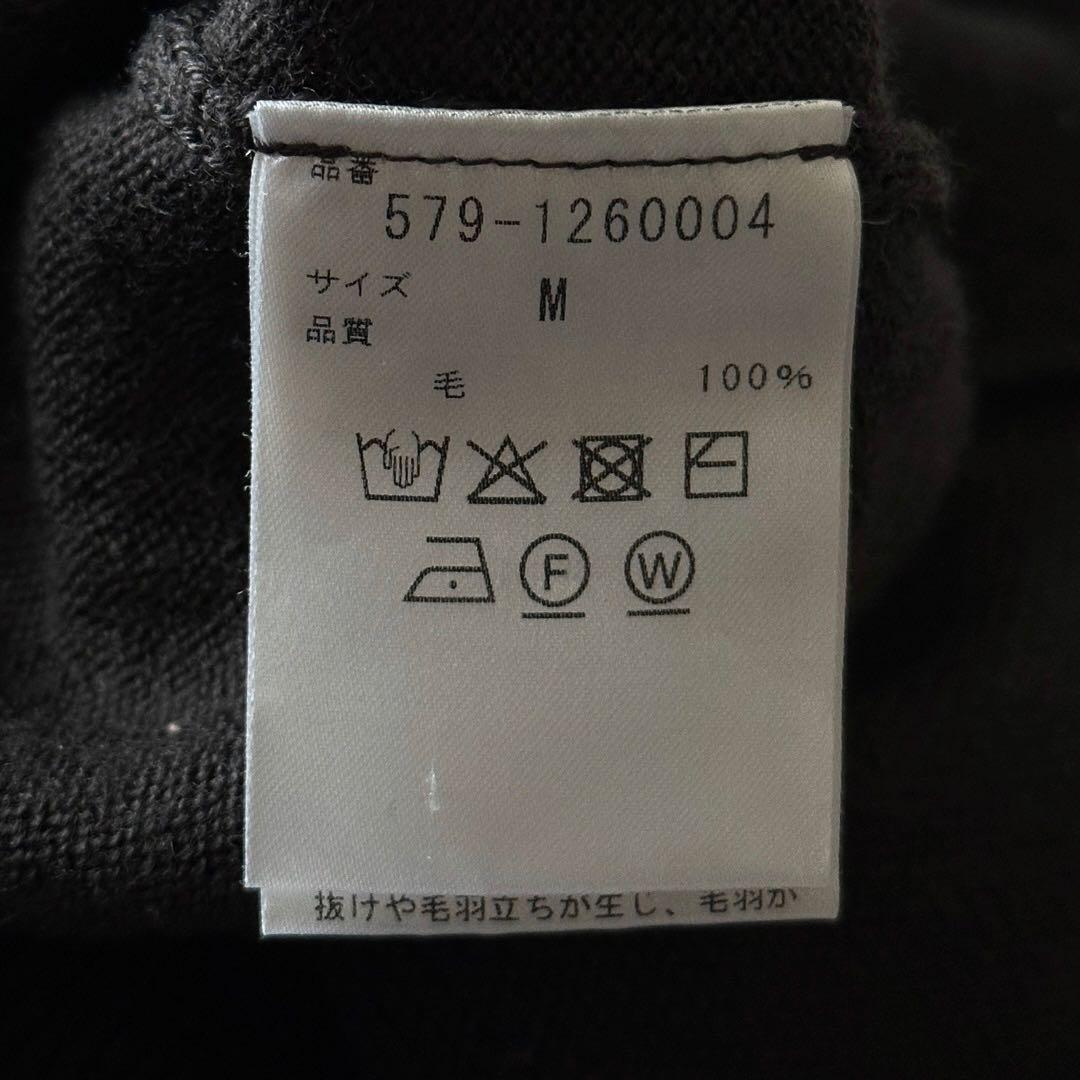 品番
579-1260004
サイズ M
品質
毛 100%
F W
抜けや毛羽立ちが生じ、毛羽が